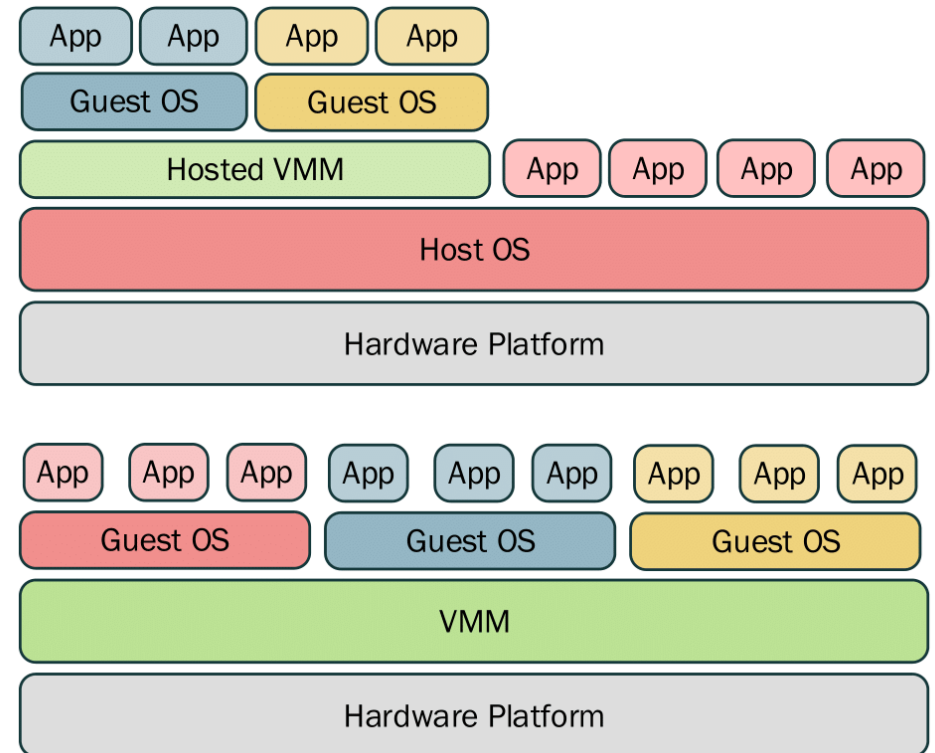 App App App App
Guest OS Guest OS
Hosted VMM App App App App
Host OS
Hardware Platform
App App App App App App App App App
Guest OS Guest OS Guest OS
VMM
Hardware Platform